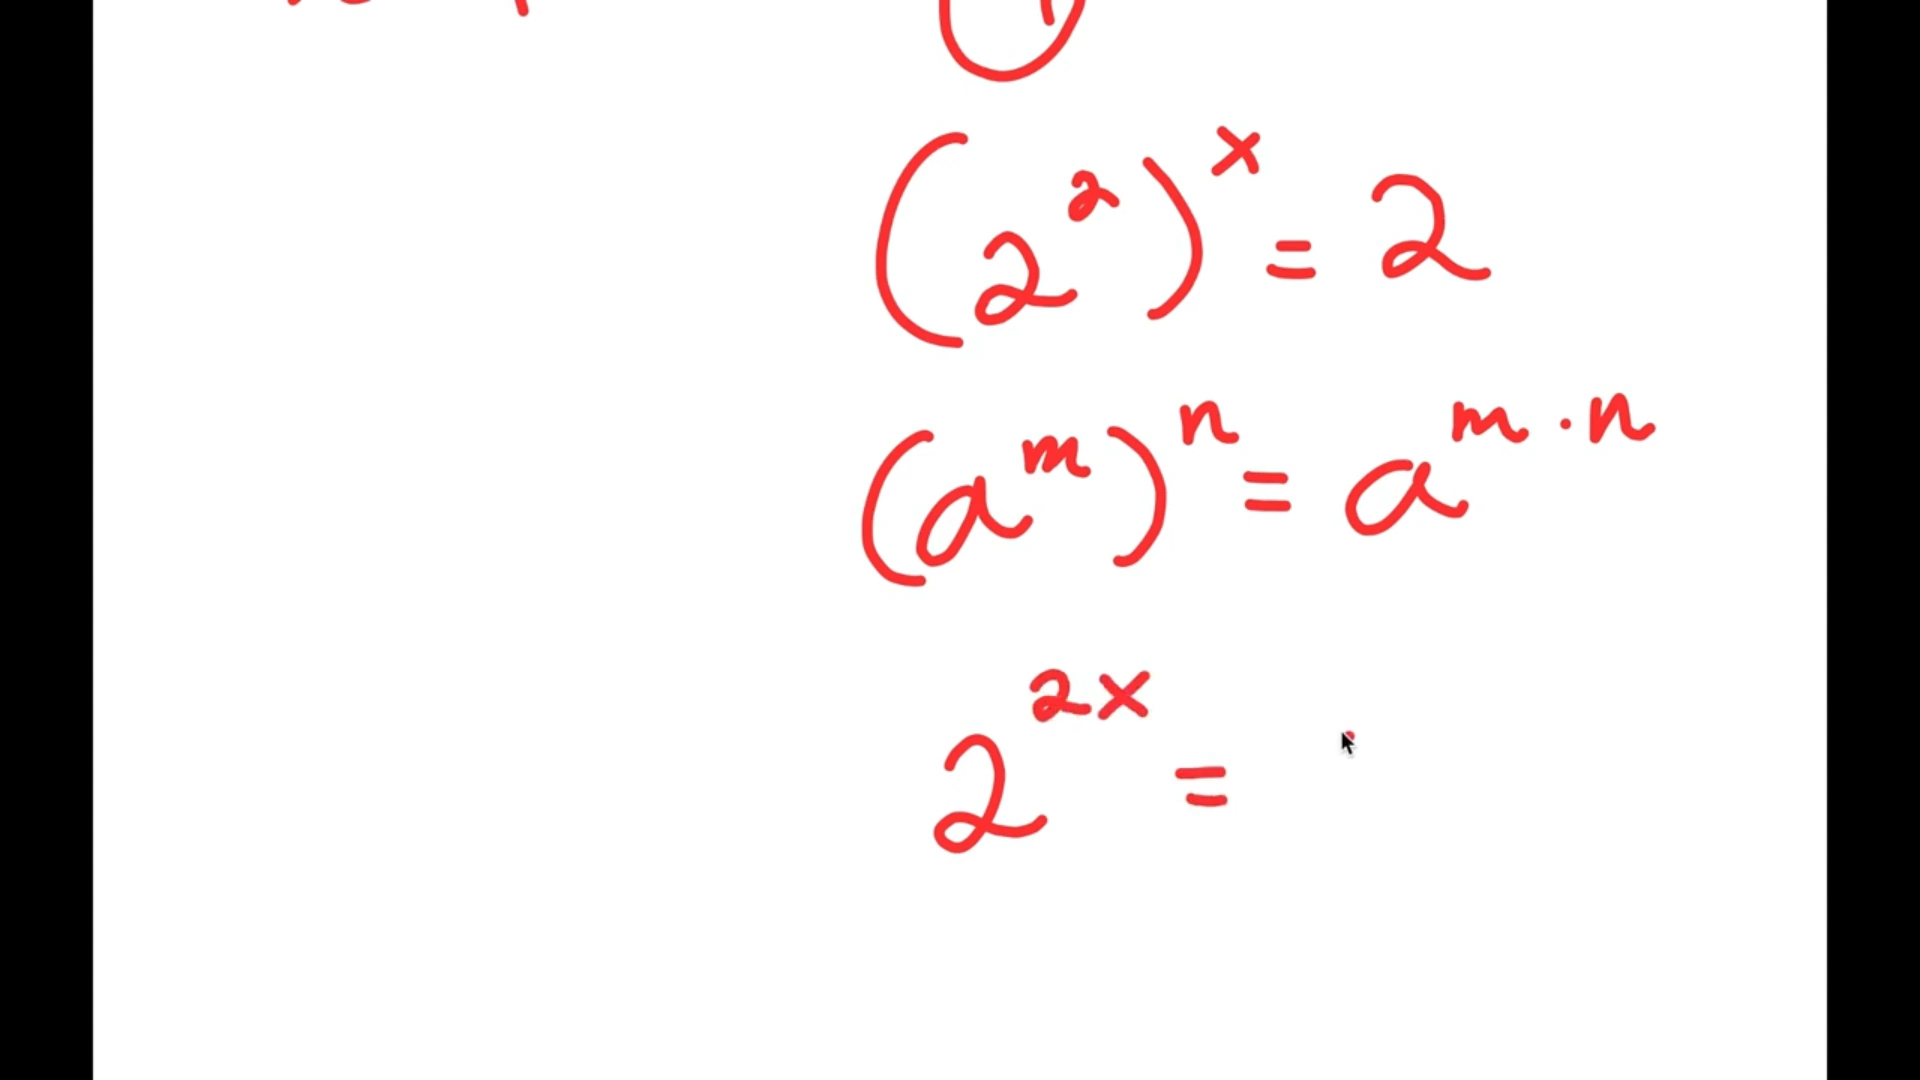 (2²)ˣ = 2
(aᵐ)ⁿ = aᵐ·ⁿ
2²ˣ =